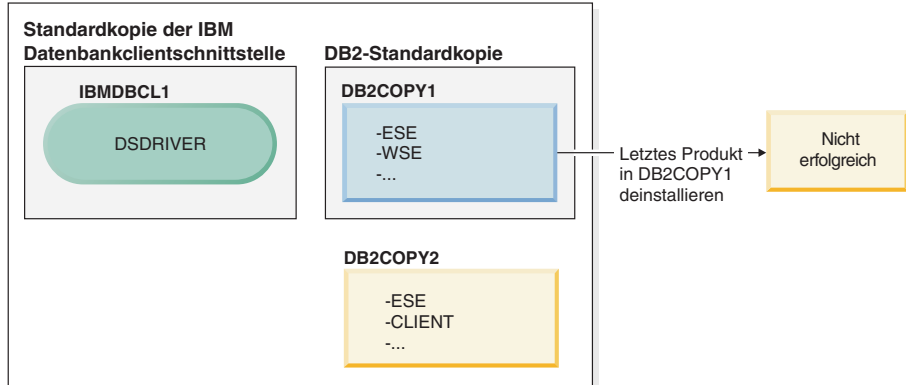 Standardkopie der IBM
Datenbankclientschnittstelle
IBMDBCL1
DSDRIVER
DB2-Standardkopie
DB2COPY1
-ESE
-WSE
-...
Letztes Produkt
in DB2COPY1
deinstallieren
Nicht
erfolgreich
DB2COPY2
-ESE
-CLIENT
-...